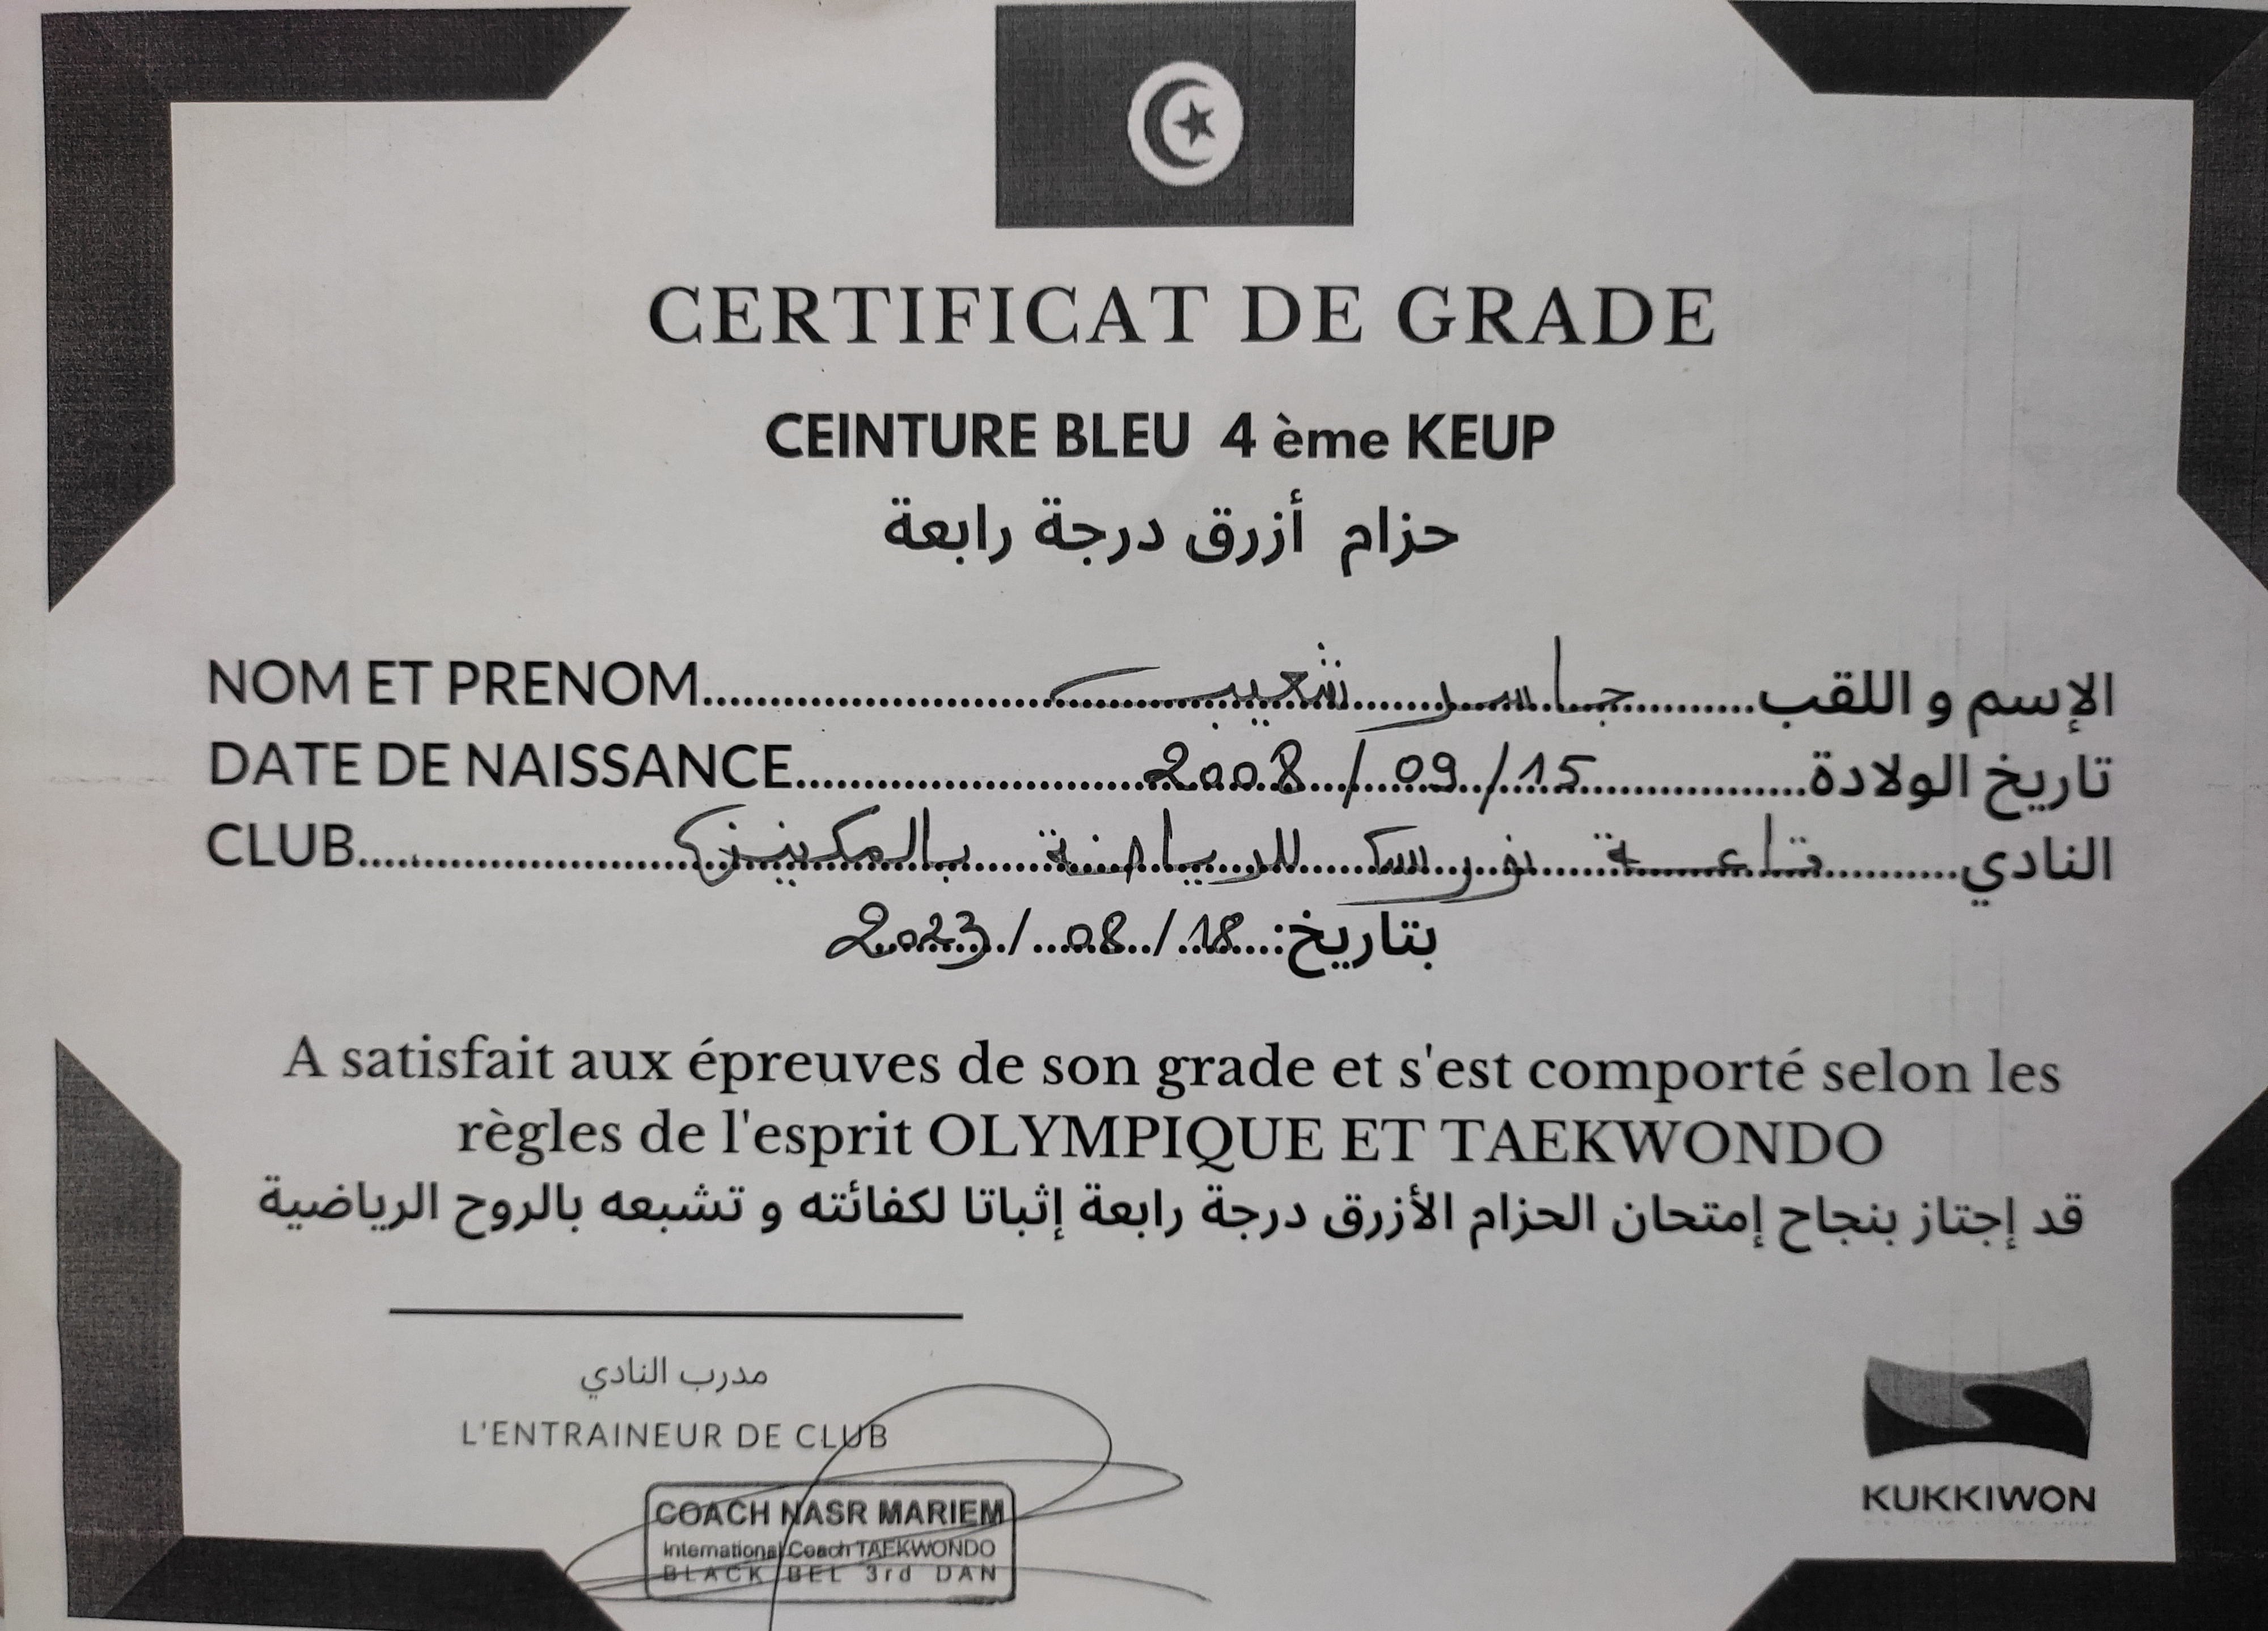 CERTIFICAT DE GRADE
CEINTURE BLEU 4 ème KEUP
حزام أزرق درجة رابعة
NOM ET PRENOM..........جاسر شعيب..........الإسم و اللقب
DATE DE NAISSANCE..........2008/09/15..........تاريخ الولادة
CLUB..........قاعة نورسك للرياضة بالمكنين..........النادي
بتاريخ: 18/08/2023
A satisfait aux épreuves de son grade et s'est comporté selon les
règles de l'esprit OLYMPIQUE ET TAEKWONDO
قد إجتاز بنجاح إمتحان الحزام الأزرق درجة رابعة إثباتا لكفائته و تشبعه بالروح الرياضية
مدرب النادي
L'ENTRAINEUR DE CLUB
COACH NASR MARIEM
International Coach TAEKWONDO
BLACK BEL 3rd DAN
KUKKIWON